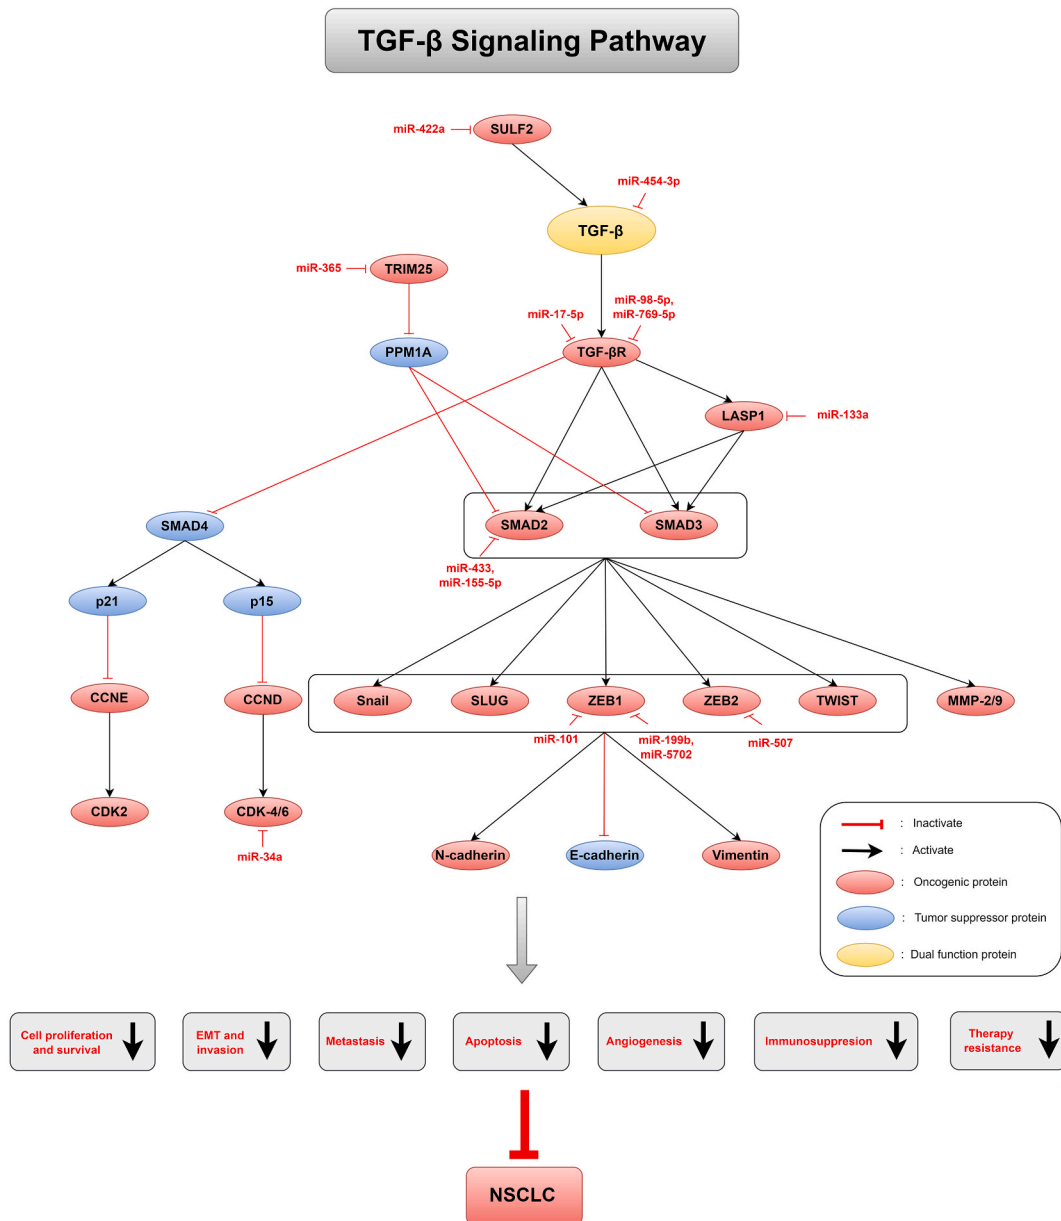 TGF-β Signaling Pathway
miR-422a
SULF2
miR-454-3p
TGF-β
miR-365
TRIM25
miR-98-5p,
miR-769-5p
miR-17-5p
PPM1A
TGF-βR
LASP1
miR-133a
SMAD4
SMAD2
SMAD3
miR-433,
miR-155-5p
p21
p15
CCNE
CCND
Snail
SLUG
ZEB1
ZEB2
TWIST
MMP-2/9
miR-101
miR-199b,
miR-5702
miR-507
CDK2
CDK-4/6
miR-34a
N-cadherin
E-cadherin
Vimentin
: Inactivate
: Activate
: Oncogenic protein
: Tumor suppressor protein
: Dual function protein
Cell proliferation
and survival
EMT and
invasion
Metastasis
Apoptosis
Angiogenesis
Immunosuppresion
Therapy
resistance
NSCLC